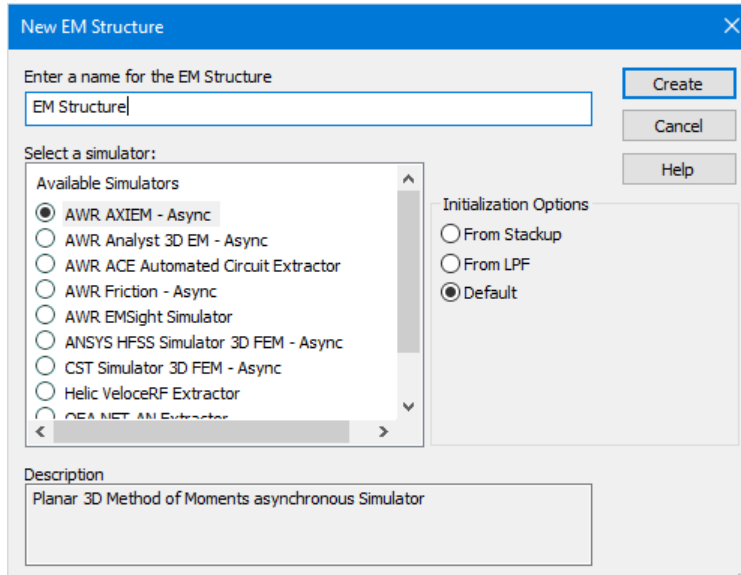 New EM Structure
Enter a name for the EM Structure
EM Structure
Create
Cancel
Help
Select a simulator:
Available Simulators
AWR AXIEM - Async
AWR Analyst 3D EM - Async
AWR ACE Automated Circuit Extractor
AWR Friction - Async
AWR EMSight Simulator
ANSYS HFSS Simulator 3D FEM - Async
CST Simulator 3D FEM - Async
Helic VeloceRF Extractor
Initialization Options
From Stackup
From LPF
Default
Description
Planar 3D Method of Moments asynchronous Simulator